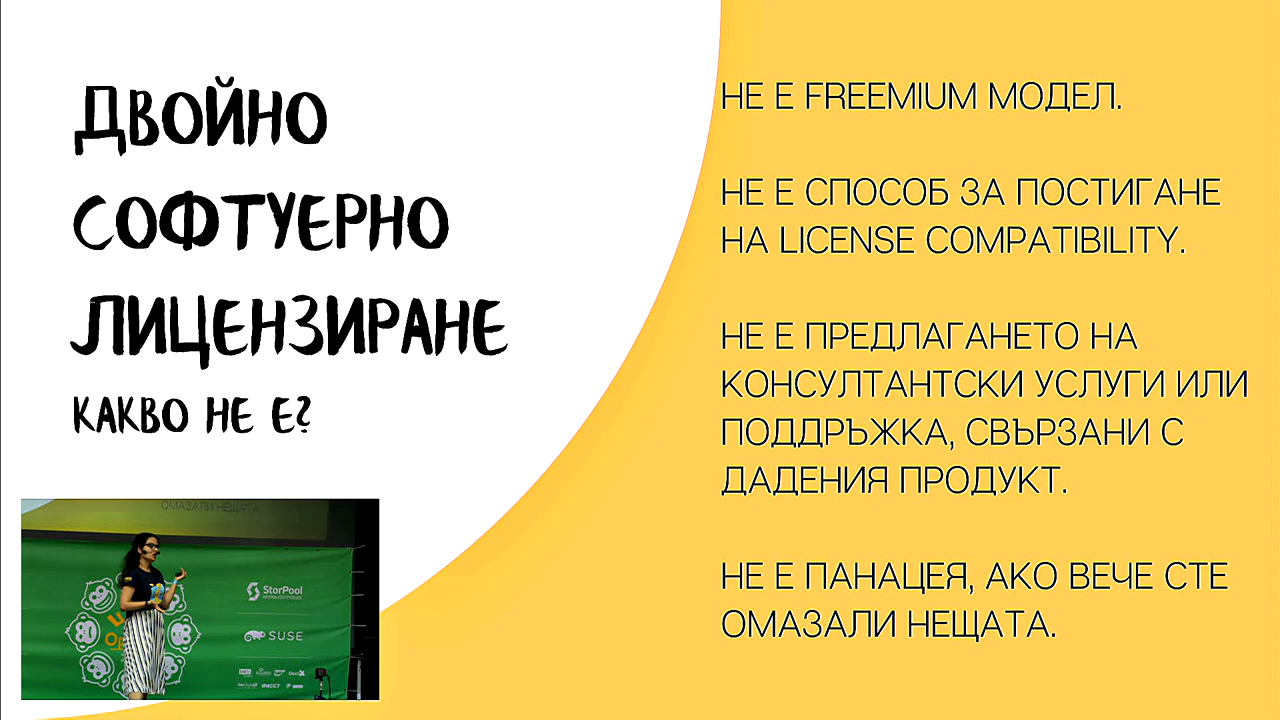 ДВОЙНО
СОФТУЕРНО
ЛИЦЕНЗИРАНЕ
КАКВО НЕ Е?
НЕ Е FREEMIUM МОДЕЛ.
НЕ Е СПОСОБ ЗА ПОСТИГАНЕ
НА LICENSE COMPATIBILITY.
НЕ Е ПРЕДЛАГАНЕТО НА
КОНСУЛТАНТСКИ УСЛУГИ ИЛИ
ПОДДРЪЖКА, СВЪРЗАНИ С
ДАДЕНИЯ ПРОДУКТ.
НЕ Е ПАНАЦЕЯ, АКО ВЕЧЕ СТЕ
ОМАЗАЛИ НЕЩАТА.
ОМАЗАЛИ НЕЩАТА.
StorPool
SUSE